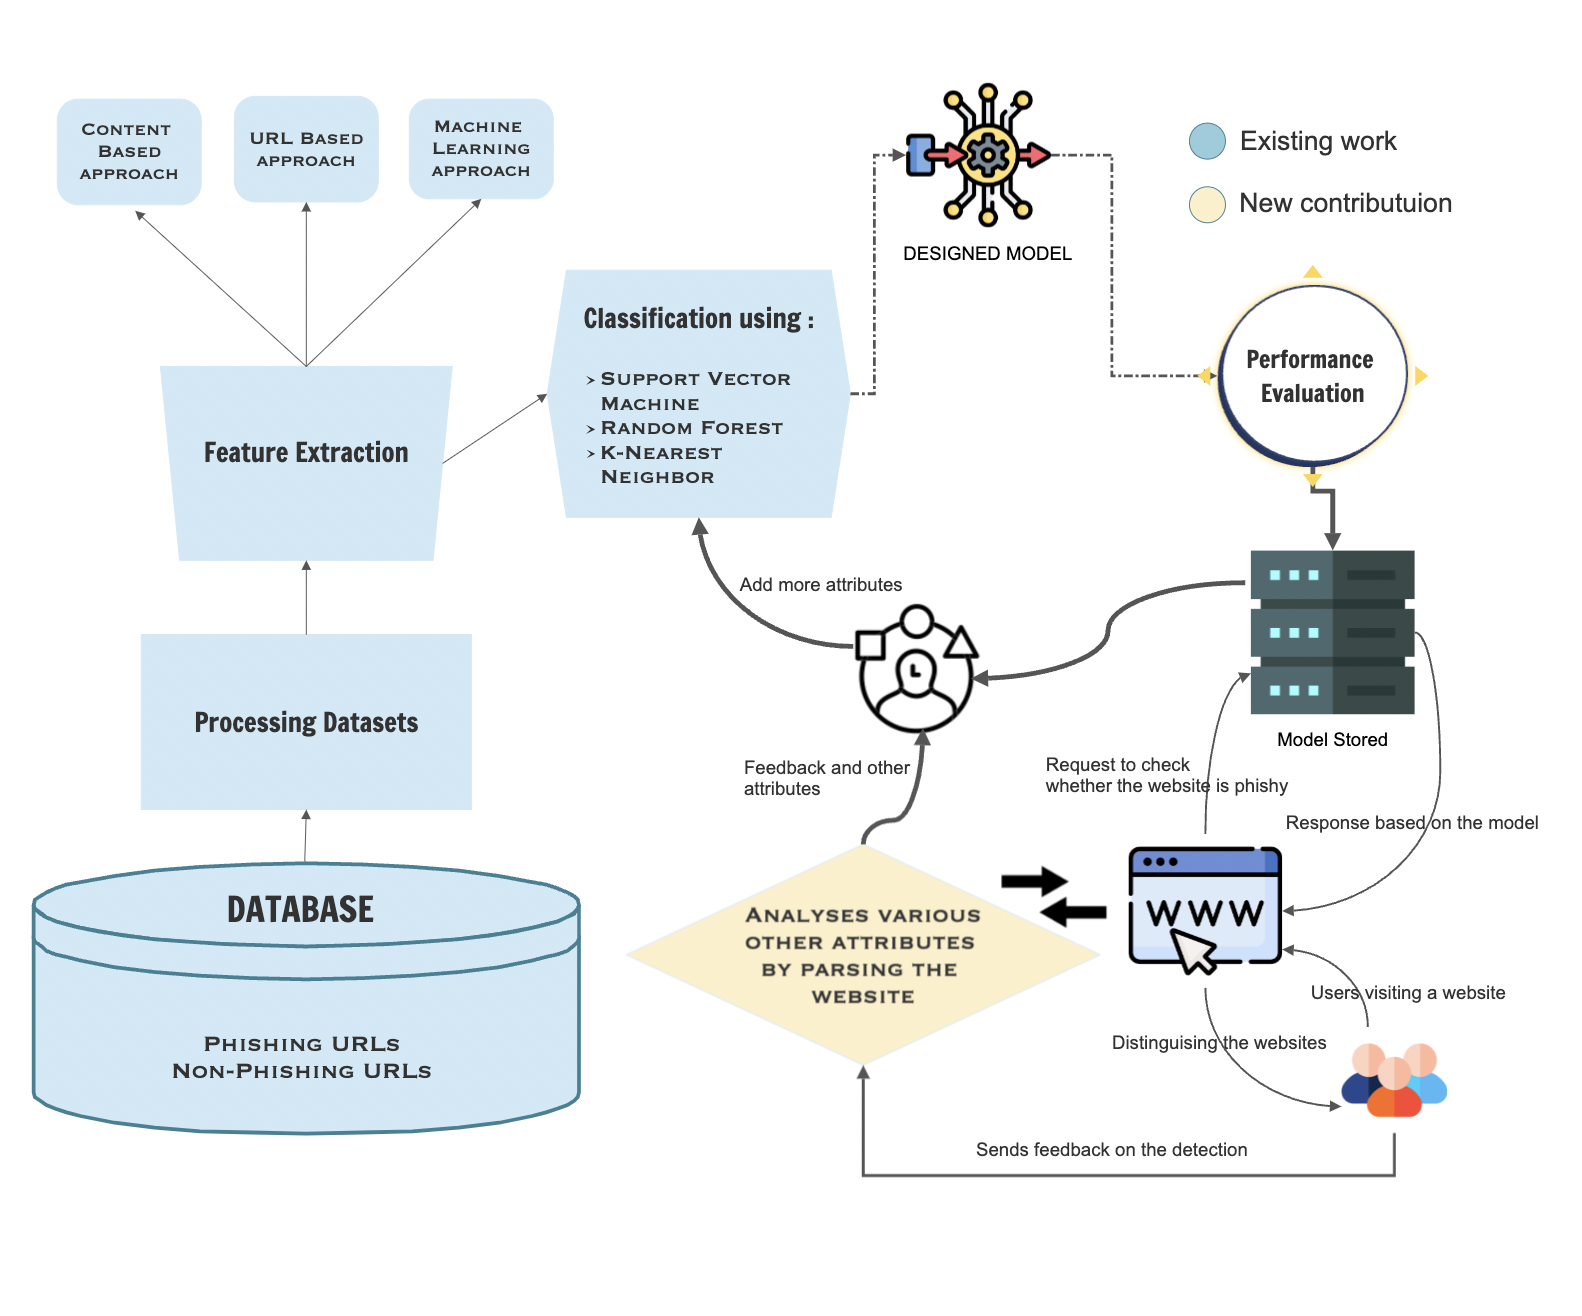 CONTENT
BASED
APPROACH
URL BASED
APPROACH
MACHINE
LEARNING
APPROACH
DESIGNED MODEL
Existing work
New contributuion
Classification using :
> SUPPORT VECTOR
MACHINE
> RANDOM FOREST
> K-NEAREST
NEIGHBOR
Performance
Evaluation
Feature Extraction
Add more attributes
Processing Datasets
Model Stored
Feedback and other
attributes
Request to check
whether the website is phishy
Response based on the model
DATABASE
PHISHING URLS
NON-PHISHING URLS
ANALYSES VARIOUS
OTHER ATTRIBUTES
BY PARSING THE
WEBSITE
WWW
Users visiting a website
Distinguising the websites
Sends feedback on the detection